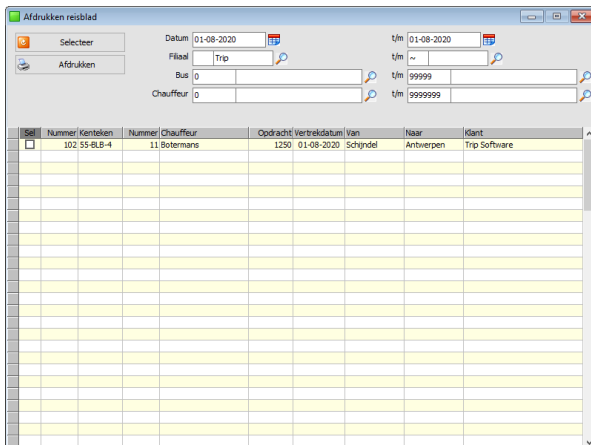 Afdrukken reisblad
Selecteer
Afdrukken
Datum 01-08-2020 t/m 01-08-2020
Filiaal Trip t/m ~
Bus 0 t/m 99999
Chauffeur 0 t/m 9999999
Sel Nummer Kenteken Nummer Chauffeur Opdracht Vertrekdatum Van Naar Klant
102 55-BLB-4 11 Botermans 1250 01-08-2020 Schijndel Antwerpen Trip Software